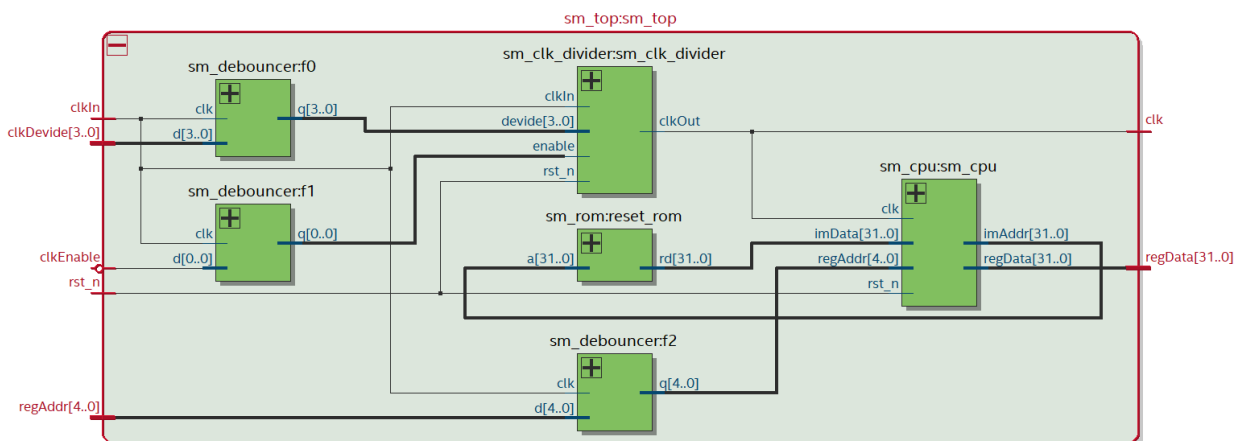 sm_top:sm_top
sm_clk_divider:sm_clk_divider
sm_debouncer:f0
clkIn
clk
q[3..0]
clkDevide[3..0]
d[3..0]
clkIn
devide[3..0]
enable
rst_n
clkOut
clk
sm_debouncer:f1
clk
q[0..0]
clkEnable
d[0..0]
rst_n
sm_rom:reset_rom
a[31..0]
rd[31..0]
sm_cpu:sm_cpu
clk
imData[31..0]
imAddr[31..0]
regAddr[4..0]
regData[31..0]
rst_n
regData[31..0]
sm_debouncer:f2
clk
q[4..0]
regAddr[4..0]
d[4..0]